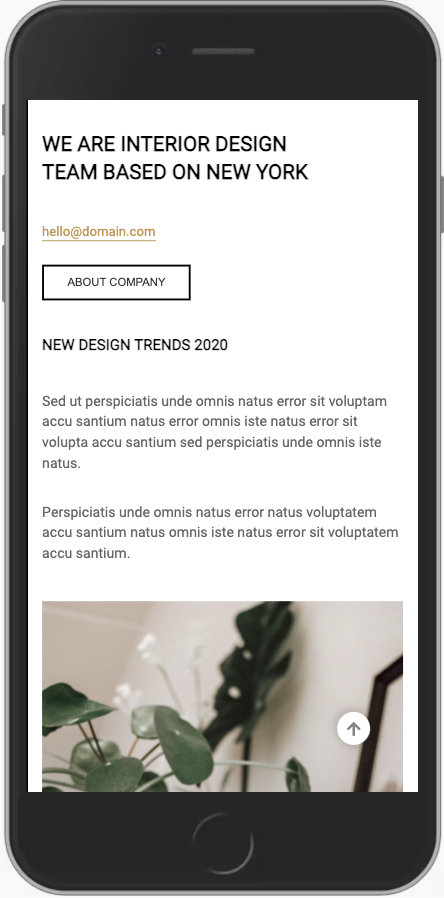 WE ARE INTERIOR DESIGN
TEAM BASED ON NEW YORK
hello@domain.com
ABOUT COMPANY
NEW DESIGN TRENDS 2020
Sed ut perspiciatis unde omnis natus error sit voluptam
accu santium natus error omnis iste natus error sit
volupta accu santium sed perspiciatis unde omnis iste
natus.
Perspiciatis unde omnis natus error natus voluptatem
accu santium natus omnis iste natus error sit voluptatem
accu santium.